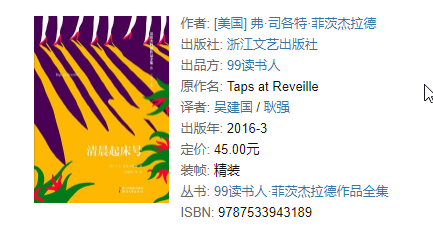 作者: [美国] 弗·司各特·菲茨杰拉德
出版社: 浙江文艺出版社
出品方: 99读书人
原作名: Taps at Reveille
译者: 吴建国 / 耿强
出版年: 2016-3
定价: 45.00元
装帧: 精装
丛书: 99读书人·菲茨杰拉德作品全集
ISBN: 9787533943189
清晨起床号